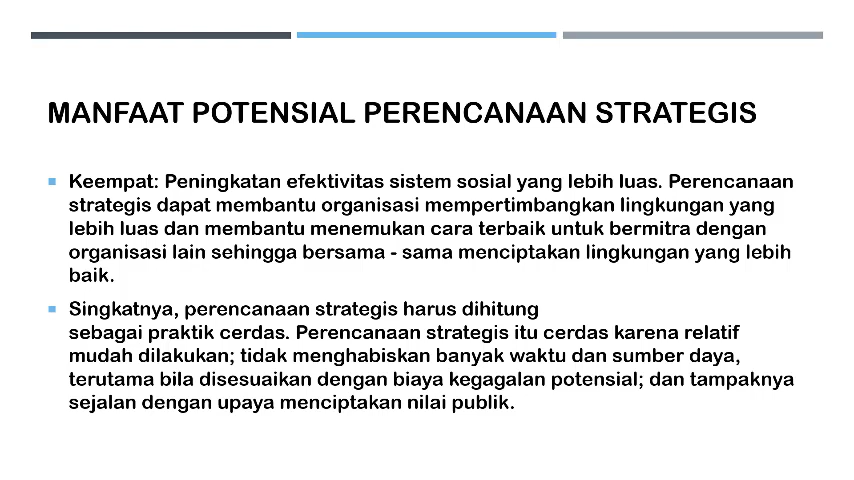 MANFAAT POTENSIAL PERENCANAAN STRATEGIS
Keempat: Peningkatan efektivitas sistem sosial yang lebih luas. Perencanaan
strategis dapat membantu organisasi mempertimbangkan lingkungan yang
lebih luas dan membantu menemukan cara terbaik untuk bermitra dengan
organisasi lain sehingga bersama - sama menciptakan lingkungan yang lebih
baik.
Singkatnya, perencanaan strategis harus dihitung
sebagai praktik cerdas. Perencanaan strategis itu cerdas karena relatif
mudah dilakukan; tidak menghabiskan banyak waktu dan sumber daya,
terutama bila disesuaikan dengan biaya kegagalan potensial; dan tampaknya
sejalan dengan upaya menciptakan nilai publik.